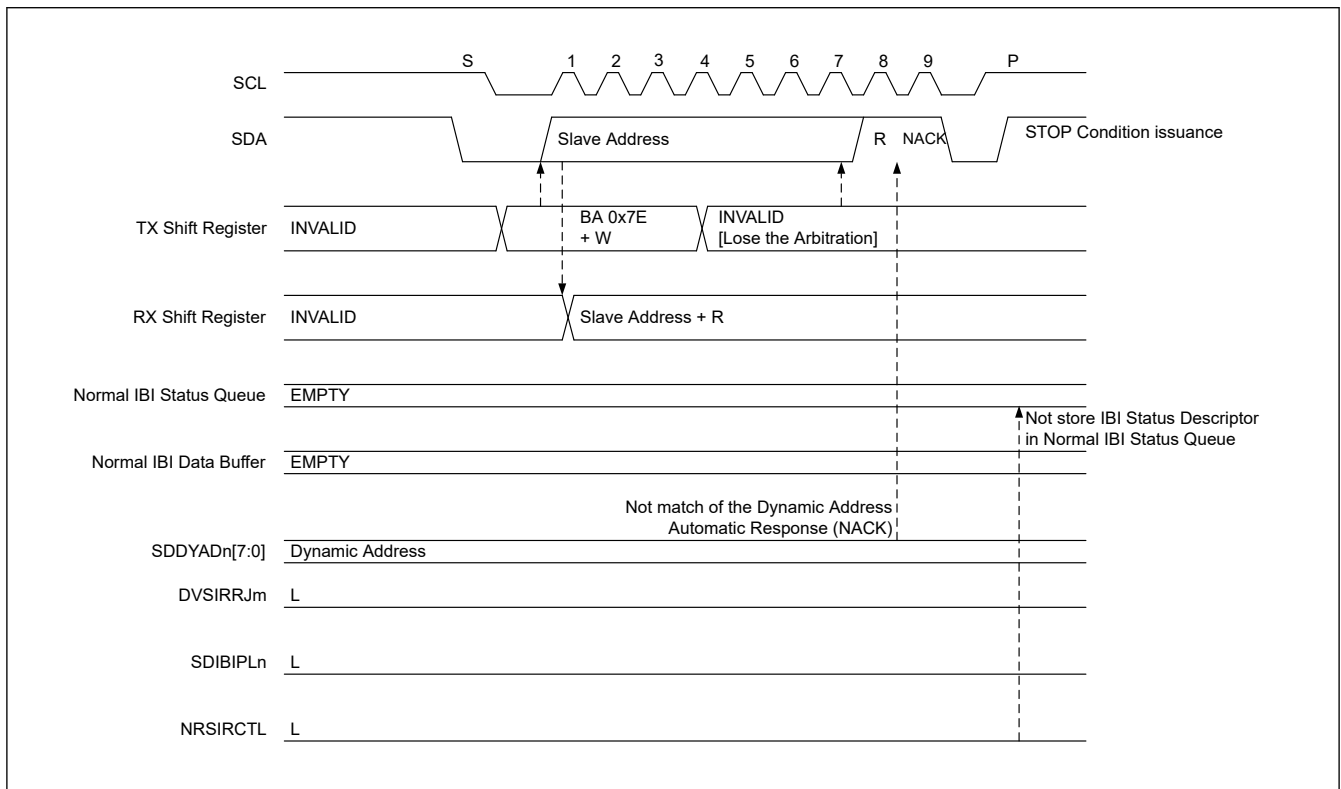 S 1 2 3 4 5 6 7 8 9 P
SCL
SDA Slave Address R NACK STOP Condition issuance
TX Shift Register INVALID BA 0x7E INVALID
+ W [Lose the Arbitration]
RX Shift Register INVALID Slave Address + R
Normal IBI Status Queue EMPTY
Not store IBI Status Descriptor
in Normal IBI Status Queue
Normal IBI Data Buffer EMPTY
Not match of the Dynamic Address
Automatic Response (NACK)
SDDYADn[7:0] Dynamic Address
DVSIRRJm L
SDIBIPLn L
NRSIRCTL L